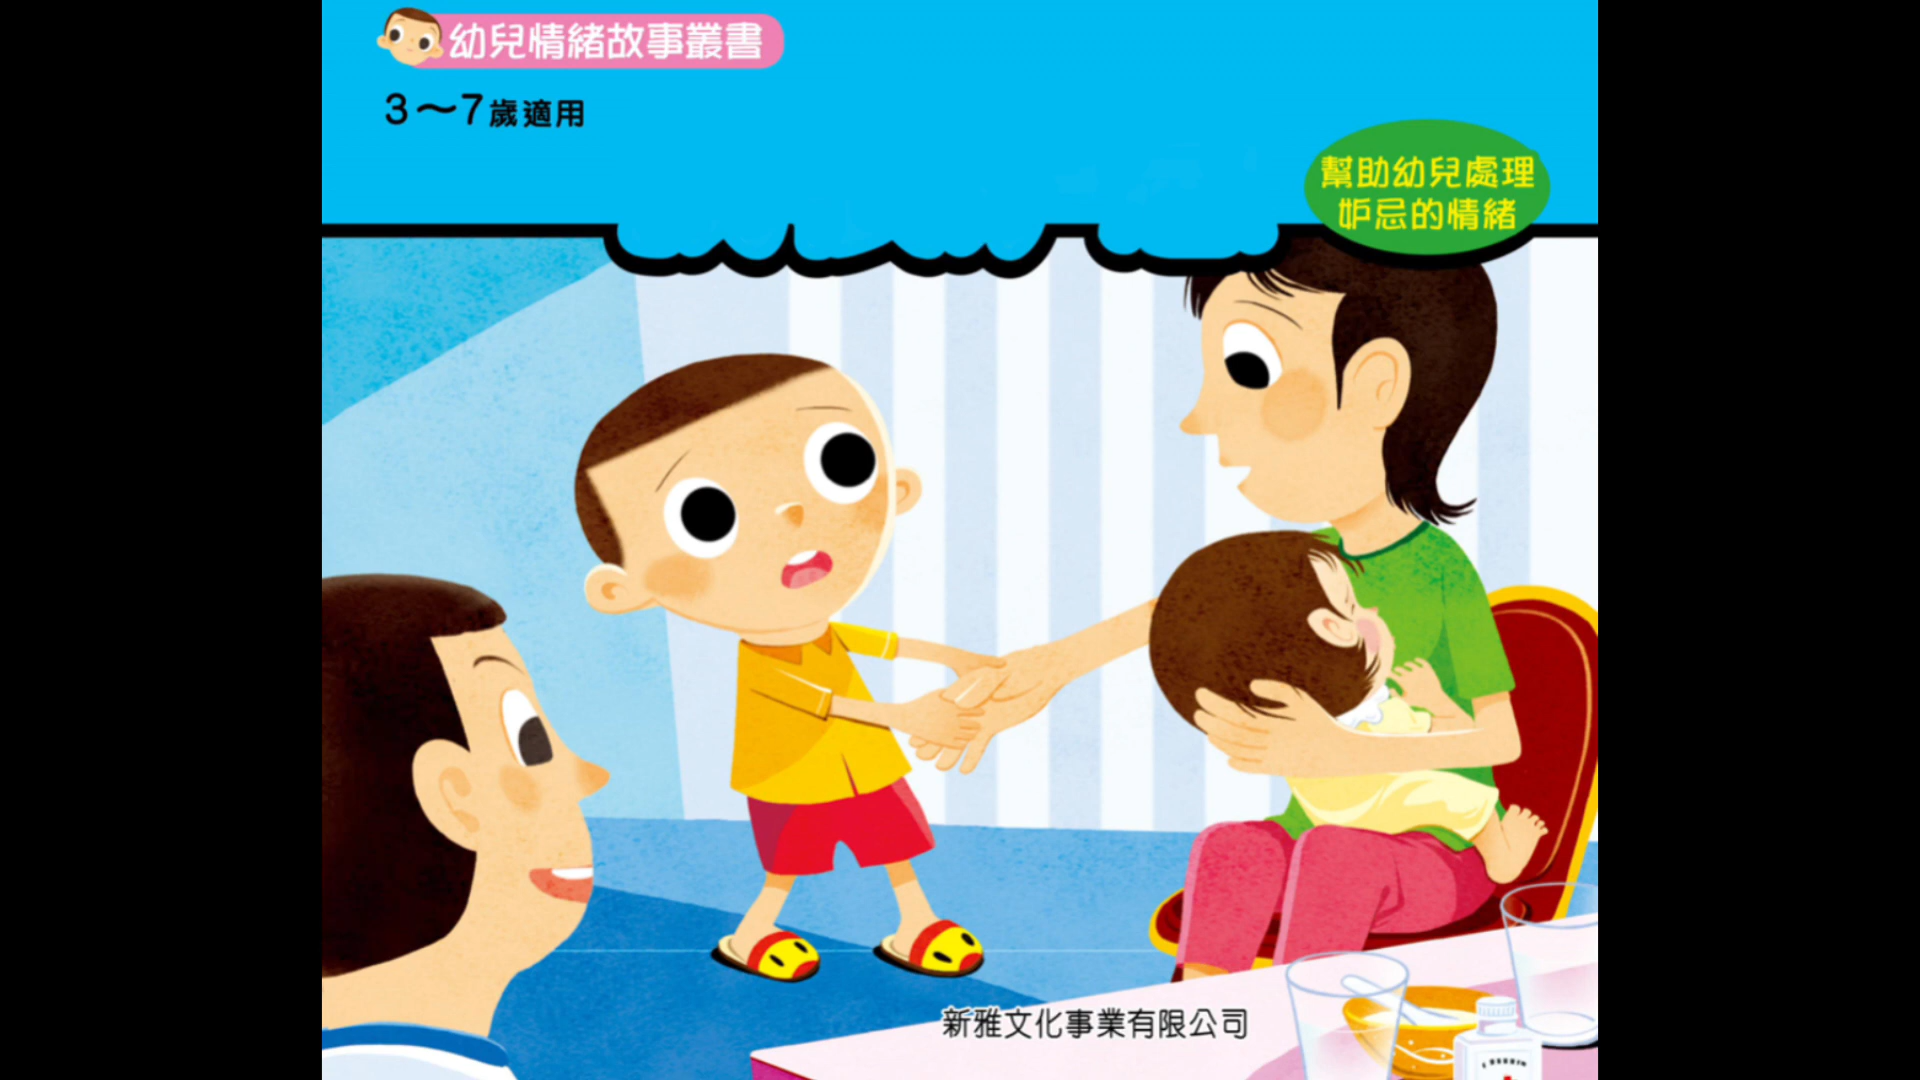 幼兒情緒故事叢書
3～7歲適用
幫助幼兒處理
妒忌的情緒
新雅文化事業有限公司